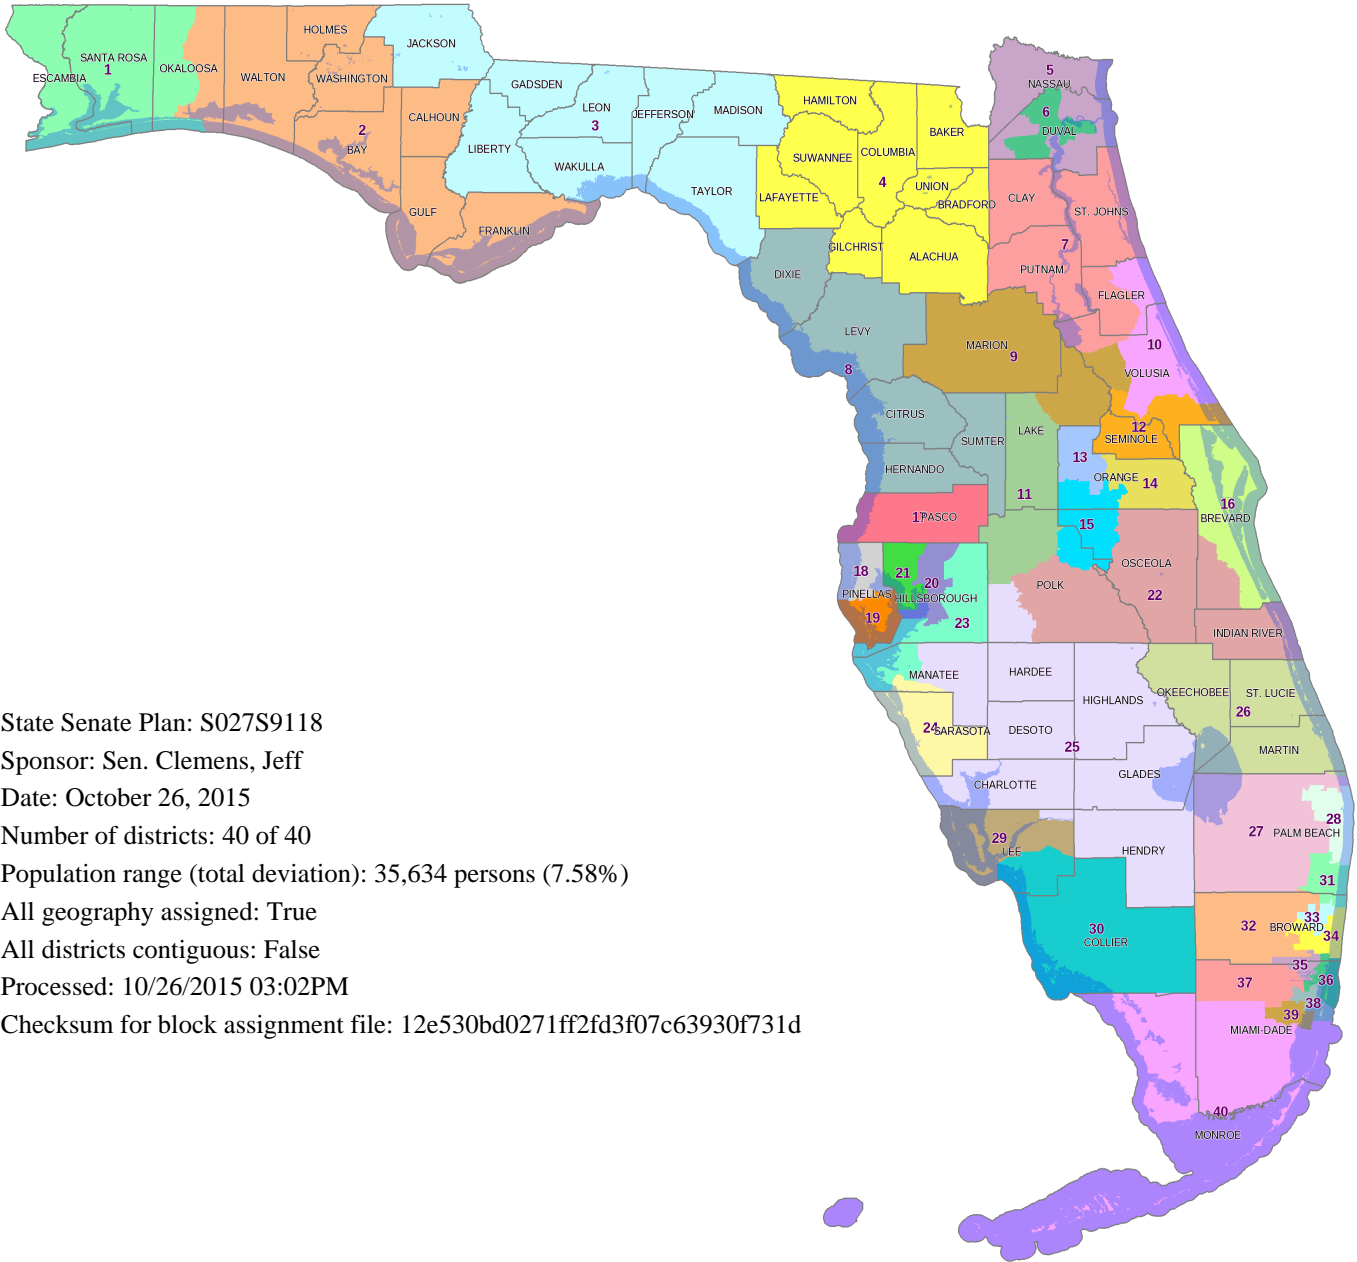 HOLMES
JACKSON
SANTA ROSA
1
ESCAMBIA
OKALOOSA
WALTON
WASHINGTON
GADSDEN
LEON
3
JEFFERSON
MADISON
CALHOUN
2
BAY
LIBERTY
WAKULLA
TAYLOR
GULF
FRANKLIN
5
NASSAU
6
DUVAL
HAMILTON
BAKER
SUWANNEE
COLUMBIA
4
UNION
BRADFORD
LAFAYETTE
CLAY
ST. JOHNS
GILCHRIST
ALACHUA
7
PUTNAM
DIXIE
FLAGLER
LEVY
MARION
9
10
VOLUSIA
8
CITRUS
SUMTER
LAKE
12
SEMINOLE
HERNANDO
13
ORANGE
14
11
16
BREVARD
17
PASCO
15
OSCEOLA
18
21
20
PINELLAS
HILLSBOROUGH
POLK
22
19
23
INDIAN RIVER
MANATEE
HARDEE
HIGHLANDS
OKEECHOBEE
ST. LUCIE
26
24
SARASOTA
DESOTO
25
MARTIN
CHARLOTTE
GLADES
29
LEE
HENDRY
27
PALM BEACH
28
31
30
COLLIER
32
BROWARD
33
34
35
37
36
38
39
MIAMI-DADE
40
MONROE
State Senate Plan: S027S9118
Sponsor: Sen. Clemens, Jeff
Date: October 26, 2015
Number of districts: 40 of 40
Population range (total deviation): 35,634 persons (7.58%)
All geography assigned: True
All districts contiguous: False
Processed: 10/26/2015 03:02PM
Checksum for block assignment file: 12e530bd0271ff2fd3f07c63930f731d